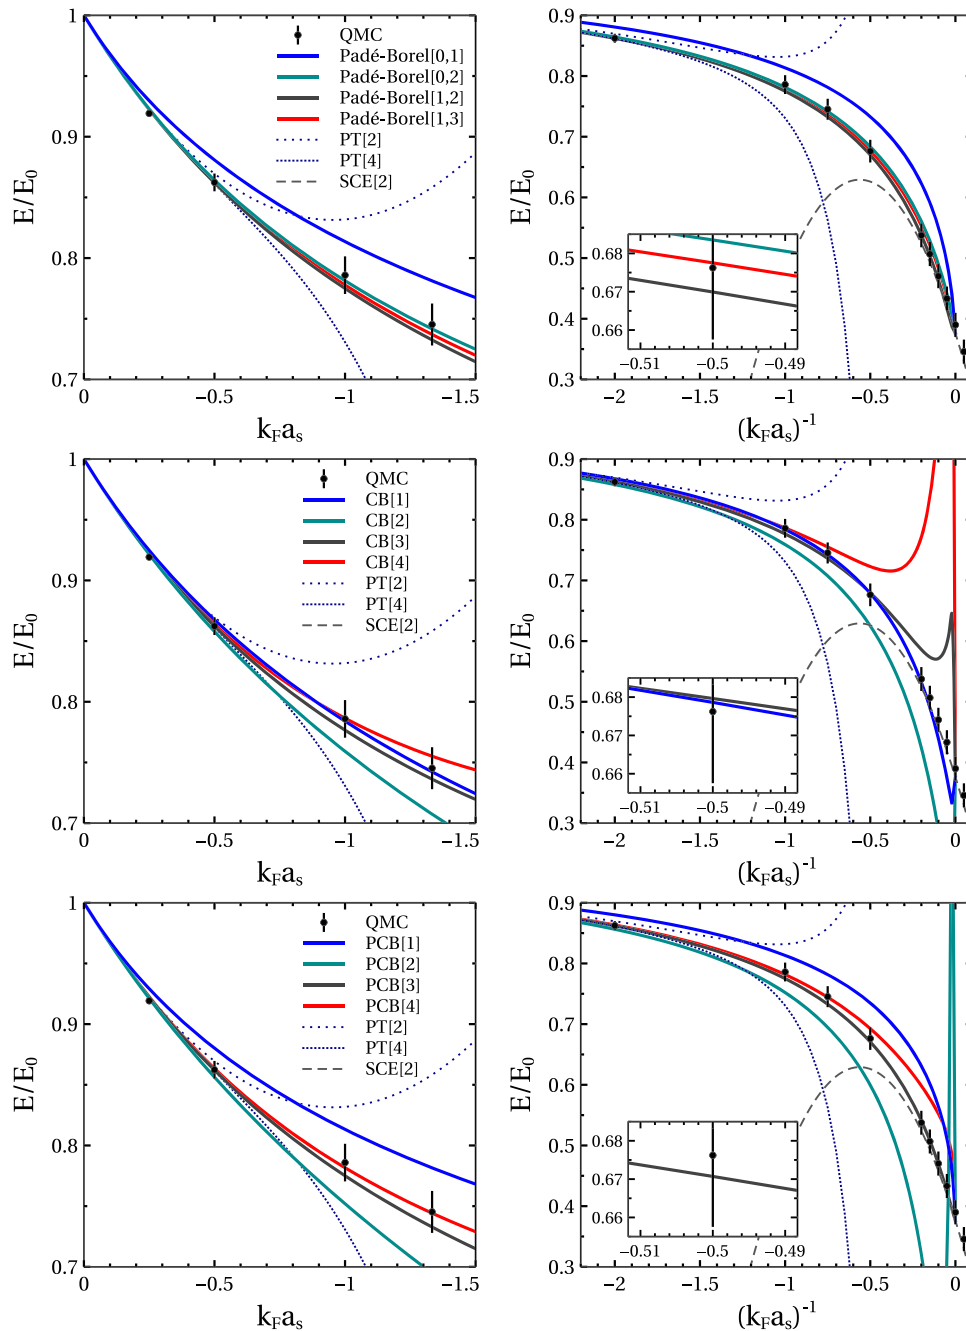 1
0.9
0.8
0.7
E/E0
0
−0.5
−1
−1.5
kFas
QMC
Padé-Borel[0,1]
Padé-Borel[0,2]
Padé-Borel[1,2]
Padé-Borel[1,3]
PT[2]
PT[4]
SCE[2]
0.9
0.8
0.7
0.6
0.5
0.4
0.3
E/E0
−2
−1.5
−1
−0.5
0
(kFas)-1
0.68
0.67
0.66
−0.51
−0.5
−0.49
1
0.9
0.8
0.7
E/E0
0
−0.5
−1
−1.5
kFas
QMC
CB[1]
CB[2]
CB[3]
CB[4]
PT[2]
PT[4]
SCE[2]
0.9
0.8
0.7
0.6
0.5
0.4
0.3
E/E0
−2
−1.5
−1
−0.5
0
(kFas)-1
0.68
0.67
0.66
−0.51
−0.5
−0.49
1
0.9
0.8
0.7
E/E0
0
−0.5
−1
−1.5
kFas
QMC
PCB[1]
PCB[2]
PCB[3]
PCB[4]
PT[2]
PT[4]
SCE[2]
0.9
0.8
0.7
0.6
0.5
0.4
0.3
E/E0
−2
−1.5
−1
−0.5
0
(kFas)-1
0.68
0.67
0.66
−0.51
−0.5
−0.49